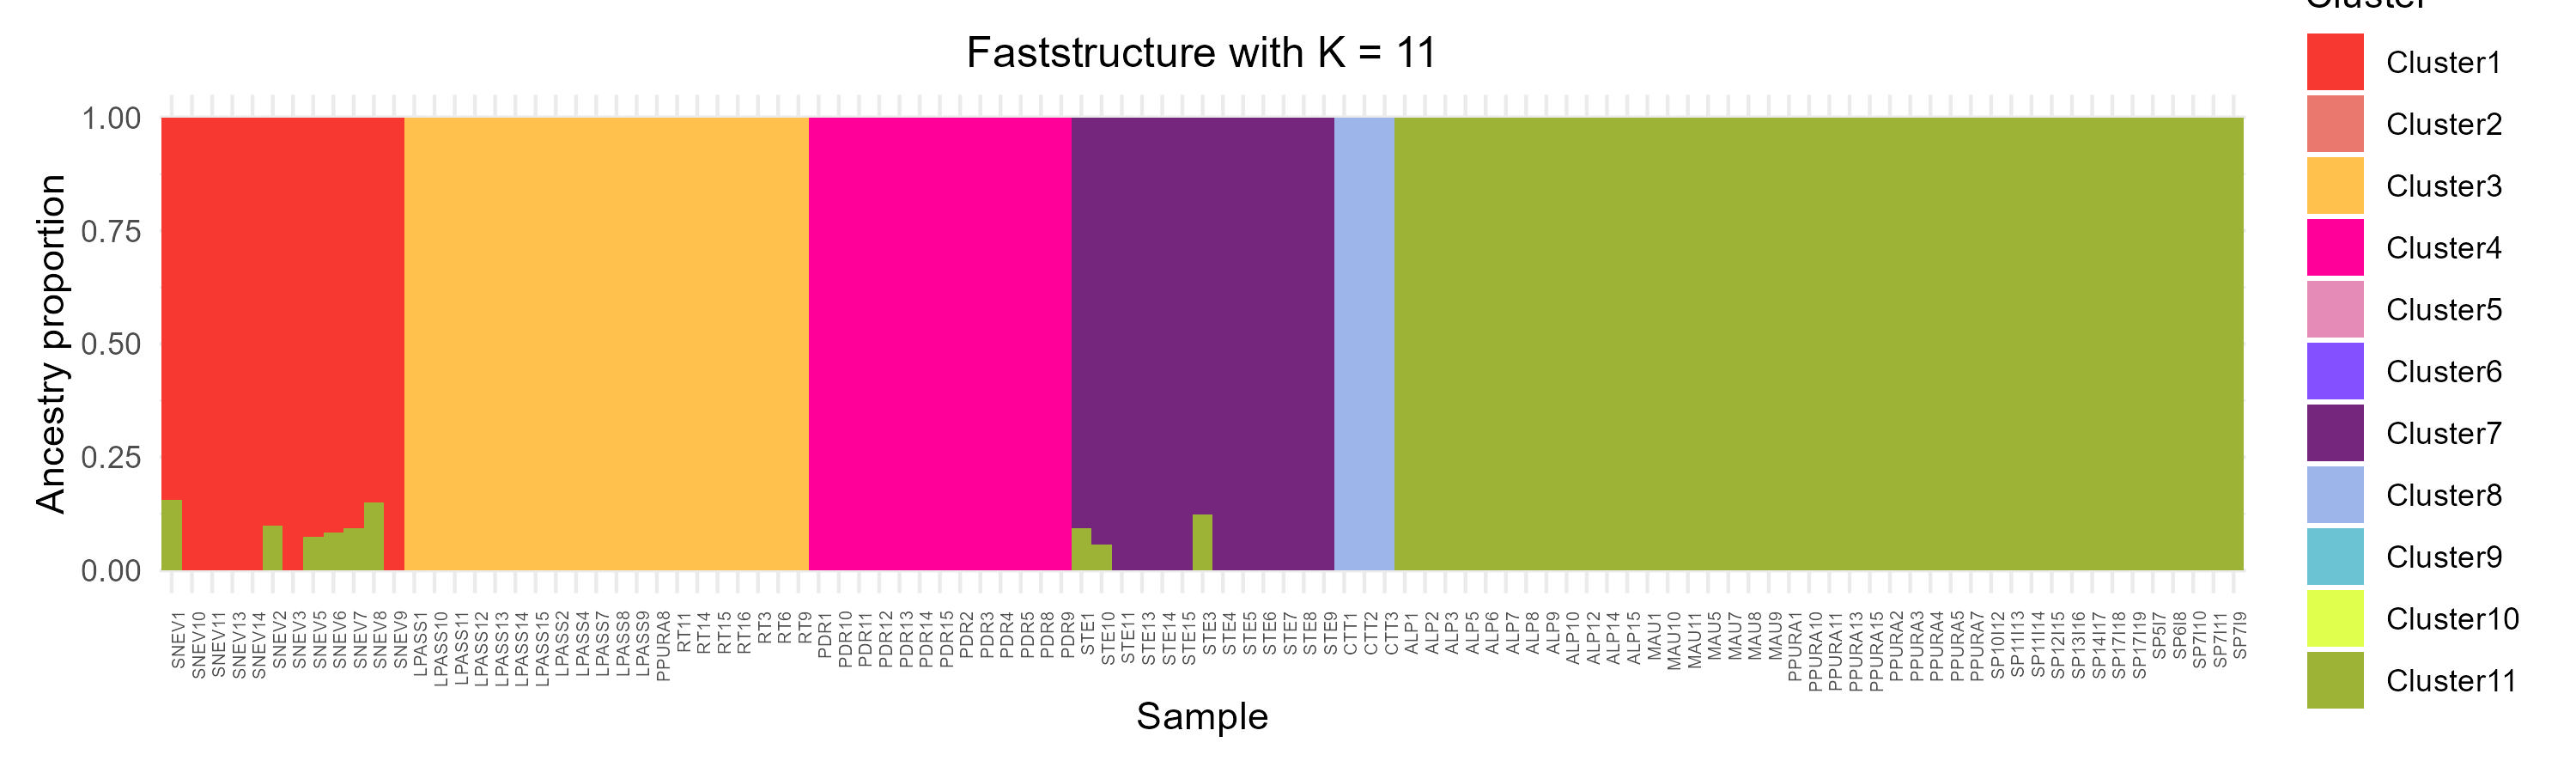 Cluster
Faststructure with K = 11
Cluster1
Cluster2
Cluster3
Cluster4
Cluster5
Cluster6
Cluster7
Cluster8
Cluster9
Cluster10
Cluster11
Ancestry proportion
1.00
0.75
0.50
0.25
0.00
SNEV1
SNEV10
SNEV11
SNEV13
SNEV14
SNEV2
SNEV3
SNEV5
SNEV6
SNEV7
SNEV8
SNEV9
LPASS1
LPASS10
LPASS11
LPASS12
LPASS13
LPASS14
LPASS15
LPASS2
LPASS4
LPASS7
LPASS8
LPASS9
PPURA8
RT11
RT14
RT15
RT16
RT3
RT6
RT9
PDR1
PDR10
PDR11
PDR12
PDR13
PDR14
PDR15
PDR2
PDR3
PDR4
PDR5
PDR8
PDR9
STE1
STE10
STE11
STE13
STE14
STE15
STE3
STE4
STE5
STE6
STE7
STE8
STE9
CTT1
CTT2
CTT3
ALP1
ALP2
ALP3
ALP5
ALP6
ALP7
ALP8
ALP9
ALP10
ALP12
ALP14
ALP15
MAU1
MAU10
MAU11
MAU5
MAU7
MAU8
MAU9
PPURA1
PPURA10
PPURA11
PPURA13
PPURA15
PPURA2
PPURA3
PPURA4
PPURA5
PPURA7
SP10I12
SP11I13
SP11I14
SP12I15
SP13I16
SP14I17
SP17I18
SP17I19
SP5I7
SP6I8
SP7I10
SP7I11
SP7I9
Sample